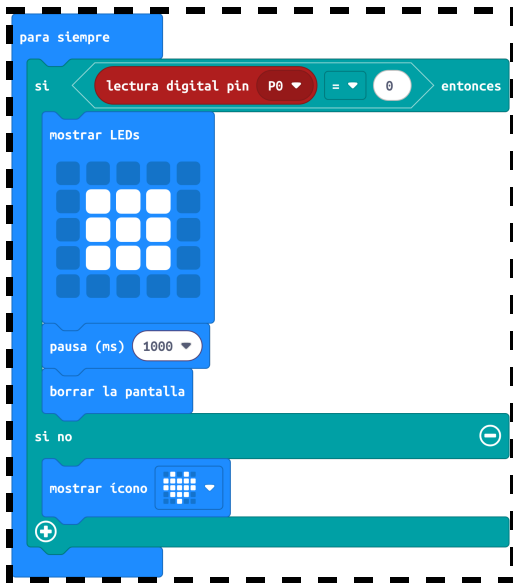 para siempre
si lectura digital pin P0 = 0 entonces
mostrar LEDs
pausa (ms) 1000
borrar la pantalla
si no
mostrar ícono